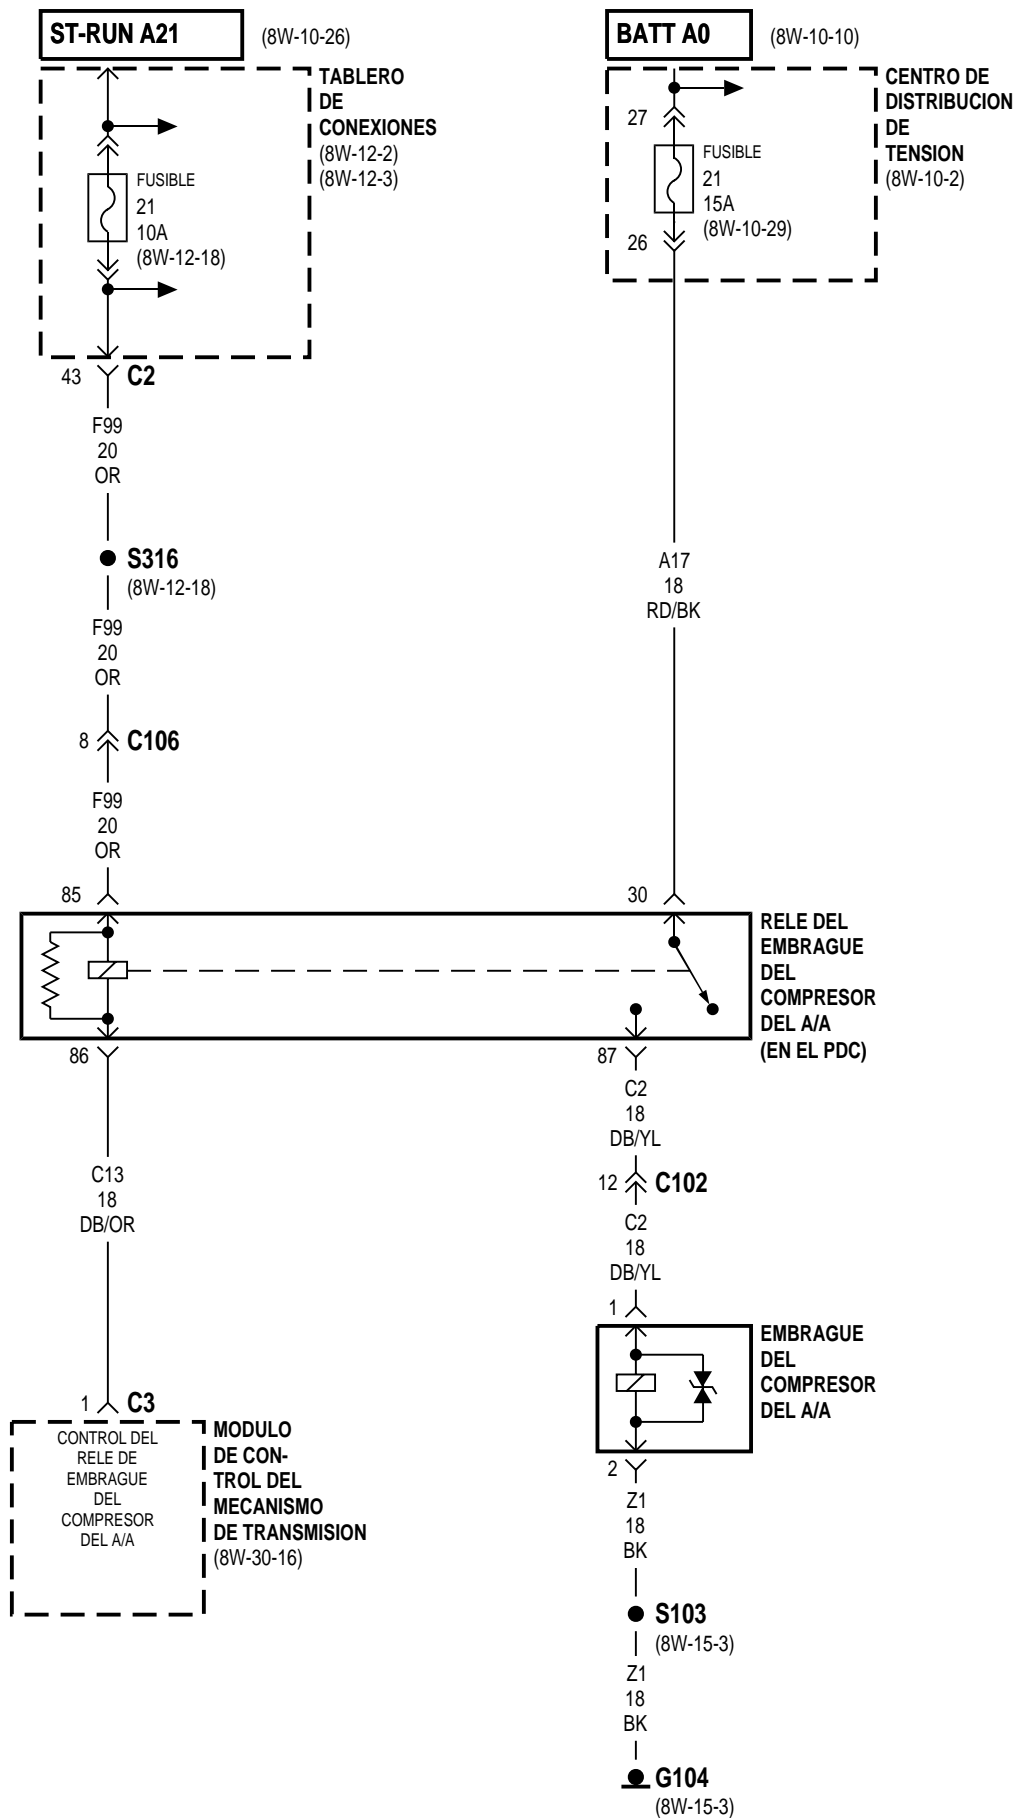 ST-RUN A21
(8W-10-26)
BATT A0
(8W-10-10)
TABLERO
DE
CONEXIONES
(8W-12-2)
(8W-12-3)
FUSIBLE
21
10A
(8W-12-18)
CENTRO DE
DISTRIBUCION
DE
TENSION
(8W-10-2)
27
FUSIBLE
21
15A
(8W-10-29)
26
43
C2
F99
20
OR
S316
(8W-12-18)
F99
20
OR
8
C106
F99
20
OR
85
A17
18
RD/BK
30
RELE DEL
EMBRAGUE
DEL
COMPRESOR
DEL A/A
(EN EL PDC)
86
C13
18
DB/OR
1
C3
CONTROL DEL
RELE DE
EMBRAGUE
DEL
COMPRESOR
DEL A/A
MODULO
DE CON-
TROL DEL
MECANISMO
DE TRANSMISION
(8W-30-16)
87
C2
18
DB/YL
12
C102
C2
18
DB/YL
1
EMBRAGUE
DEL
COMPRESOR
DEL A/A
2
Z1
18
BK
S103
(8W-15-3)
Z1
18
BK
G104
(8W-15-3)